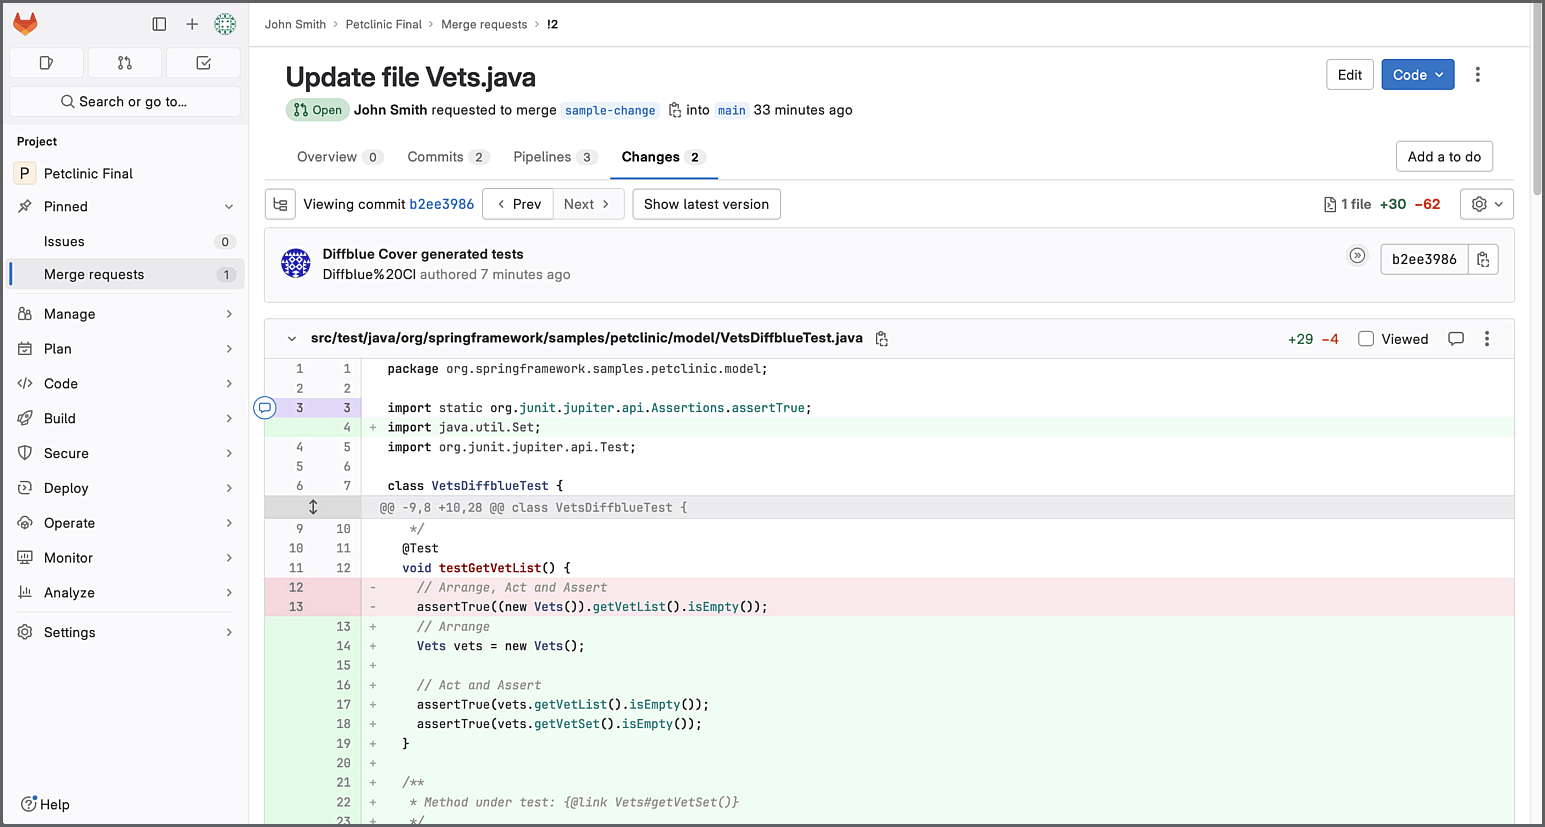 John Smith › Petclinic Final › Merge requests › !2
Search or go to...
Project
P Petclinic Final
Pinned
Issues 0
Merge requests 1
Manage
Plan
Code
Build
Secure
Deploy
Operate
Monitor
Analyze
Settings
Help
Update file Vets.java
Edit
Code
Open John Smith requested to merge sample-change into main 33 minutes ago
Overview 0 Commits 2 Pipelines 3 Changes 2
Add a to do
Viewing commit b2ee3986 Prev Next Show latest version
1 file +30 −62
Diffblue Cover generated tests
Diffblue%20CI authored 7 minutes ago
b2ee3986
src/test/java/org/springframework/samples/petclinic/model/VetsDiffblueTest.java
+29 −4 Viewed
1 1 package org.springframework.samples.petclinic.model;
2 2
3 3 import static org.junit.jupiter.api.Assertions.assertTrue;
4 + import java.util.Set;
4 5 import org.junit.jupiter.api.Test;
5 6
6 7 class VetsDiffblueTest {
@@ -9,8 +10,28 @@ class VetsDiffblueTest {
9 10 */
10 11 @Test
11 12 void testGetVetList() {
12 - // Arrange, Act and Assert
13 - assertTrue((new Vets()).getVetList().isEmpty());
13 + // Arrange
14 + Vets vets = new Vets();
15 +
16 + // Act and Assert
17 + assertTrue(vets.getVetList().isEmpty());
18 + assertTrue(vets.getVetSet().isEmpty());
19 + }
20 +
21 + /**
22 + * Method under test: {@link Vets#getVetSet()}
23 + */